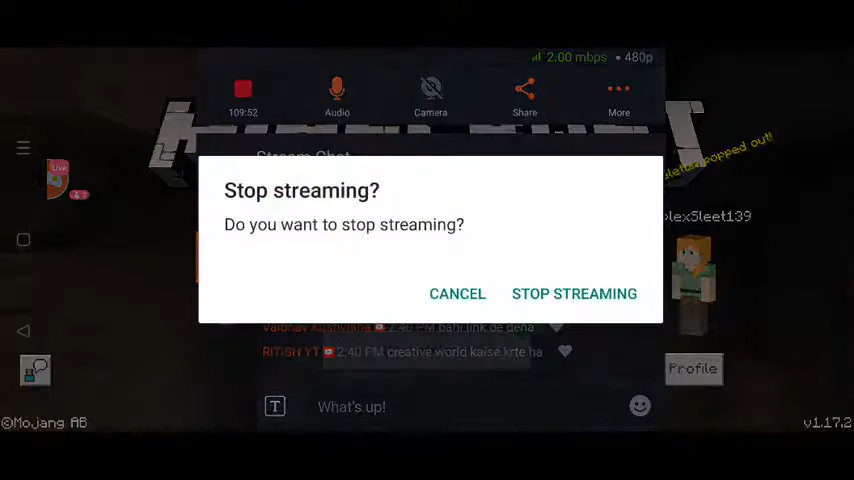 2.00 mbps • 480p
109:52
Audio
Camera
Share
More
Live
Stream Chat
popped out!
plexSleet139
Stop streaming?
Do you want to stop streaming?
CANCEL
STOP STREAMING
Vaibhav Kushwaha 2:40 PM bahi link de dena
RITISH YT 2:40 PM creative world kaise krte ha
Profile
T
What's up!
©Mojang AB
v1.17.2